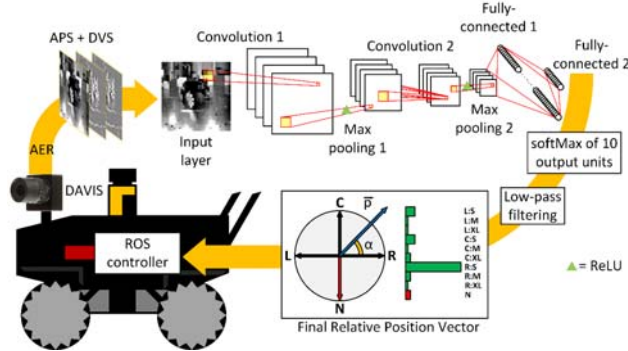 APS + DVS
Convolution 1
Convolution 2
Fully-
connected 1
Fully-
connected 2
Input
layer
Max
pooling 1
Max
pooling 2
AER
DAVIS
softMax of 10
output units
Low-pass
filtering
ROS
controller
C
p̅
α
L
R
N
L:S
L:M
L:XL
C:S
C:M
C:XL
R:S
R:M
R:XL
N
= ReLU
Final Relative Position Vector